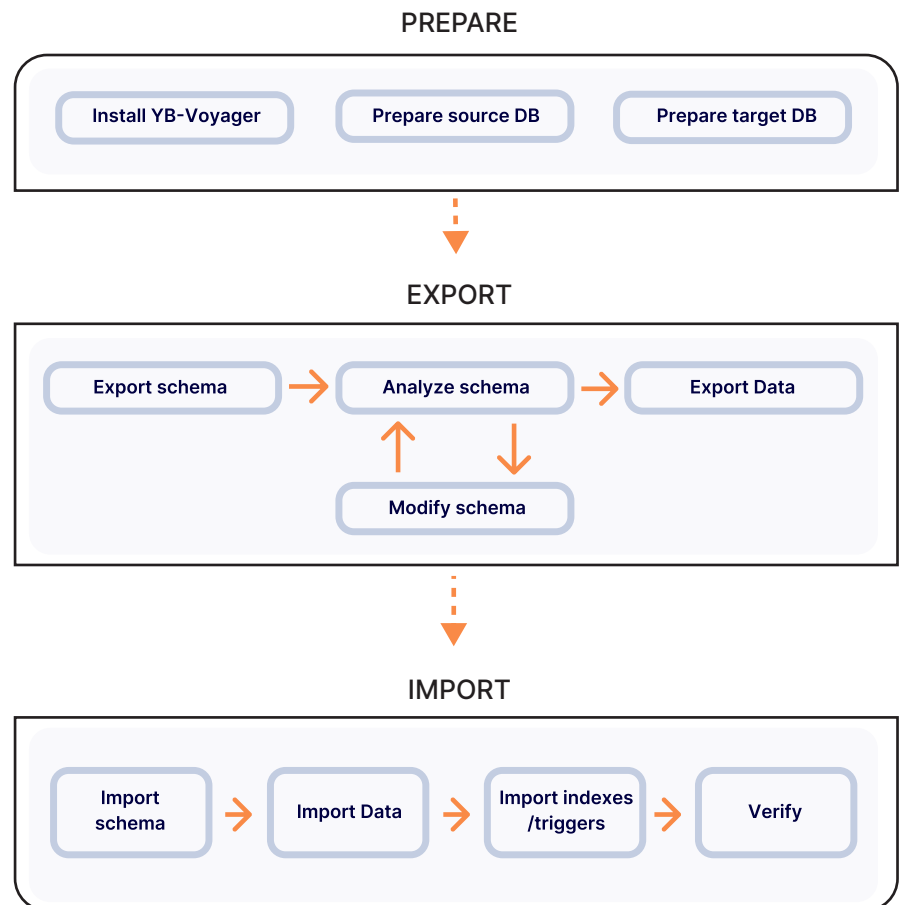 PREPARE
Install YB-Voyager
Prepare source DB
Prepare target DB
EXPORT
Export schema
Analyze schema
Export Data
Modify schema
IMPORT
Import
schema
Import Data
Import indexes
/triggers
Verify